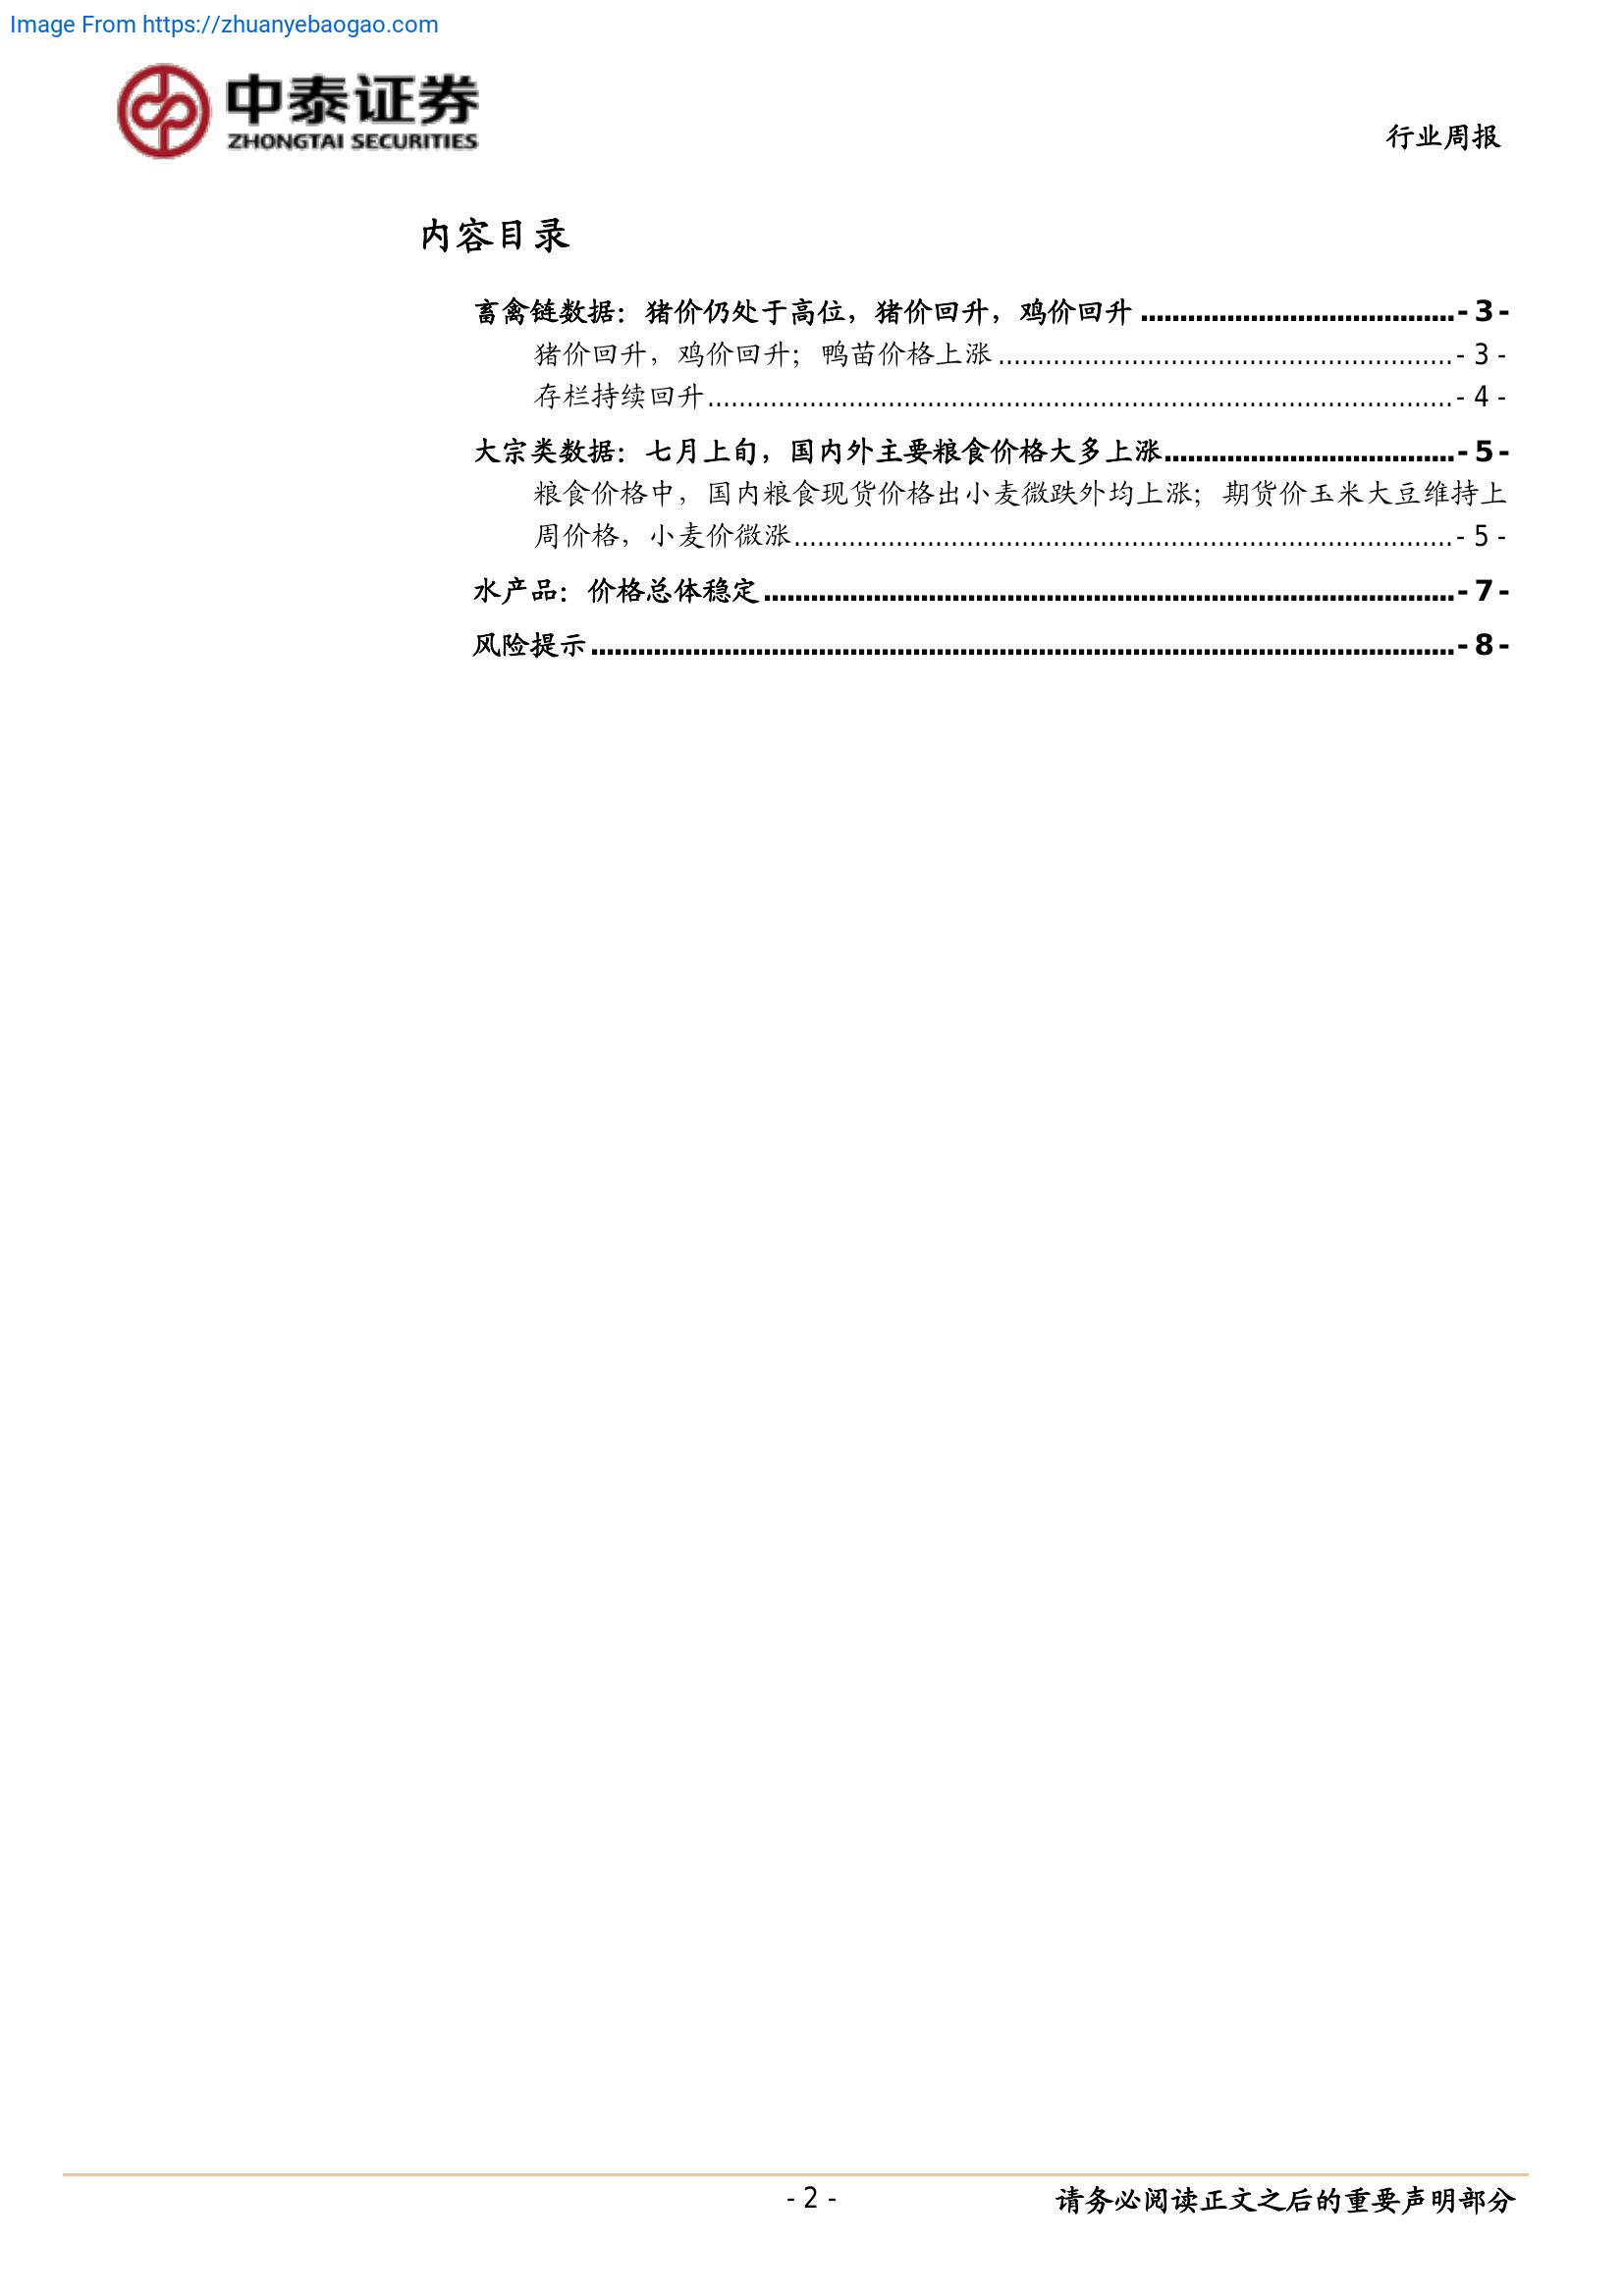 Image From https://zhuanyebaogao.com
中泰证券
ZHONGTAI SECURITIES
行业周报
内容目录
畜禽链数据：猪价仍处于高位，猪价回升，鸡价回升 ........................................- 3 -
猪价回升，鸡价回升；鸭苗价格上涨 ..........................................................- 3 -
存栏持续回升...............................................................................................- 4 -
大宗类数据：七月上旬，国内外主要粮食价格大多上涨.....................................- 5 -
粮食价格中，国内粮食现货价格出小麦微跌外均上涨；期货价玉米大豆维持上
周价格，小麦价微涨....................................................................................- 5 -
水产品：价格总体稳定........................................................................................- 7 -
风险提示..............................................................................................................- 8 -
- 2 -
请务必阅读正文之后的重要声明部分